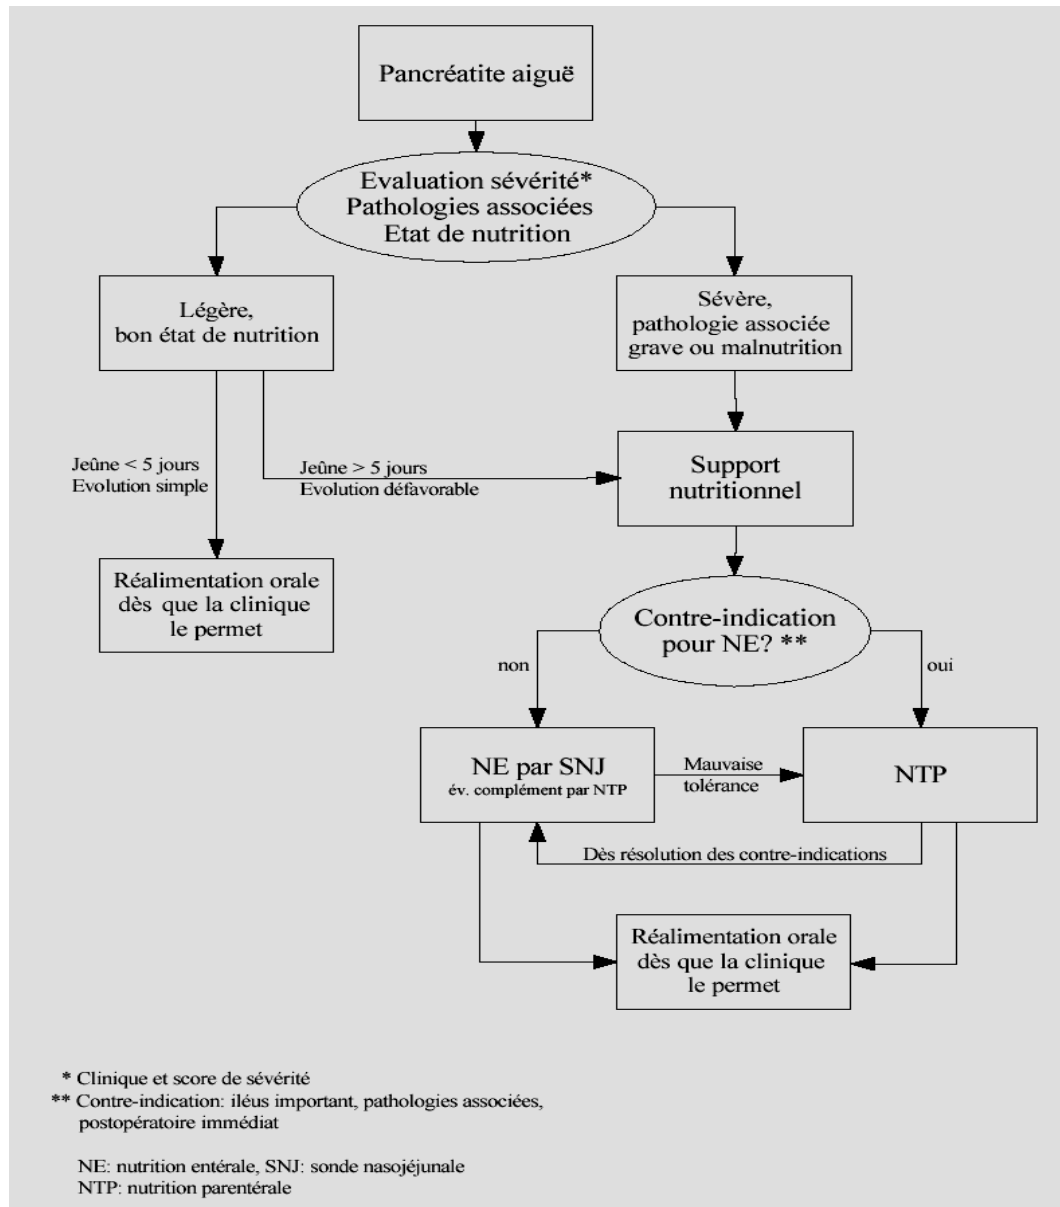 Pancréatite aiguë
Evaluation sévérité*
Pathologies associées
Etat de nutrition
Légère,
bon état de nutrition
Sévère,
pathologie associée
grave ou malnutrition
Jeûne < 5 jours
Evolution simple
Jeûne > 5 jours
Evolution défavorable
Support
nutritionnel
Réalimentation orale
dès que la clinique
le permet
Contre-indication
pour NE? **
non
oui
NE par SNJ
év. complément par NTP
Mauvaise
tolérance
NTP
Dès résolution des contre-indications
Réalimentation orale
dès que la clinique
le permet
* Clinique et score de sévérité
** Contre-indication: iléus important, pathologies associées,
postopératoire immédiat
NE: nutrition entérale, SNJ: sonde nasojéjunale
NTP: nutrition parentérale